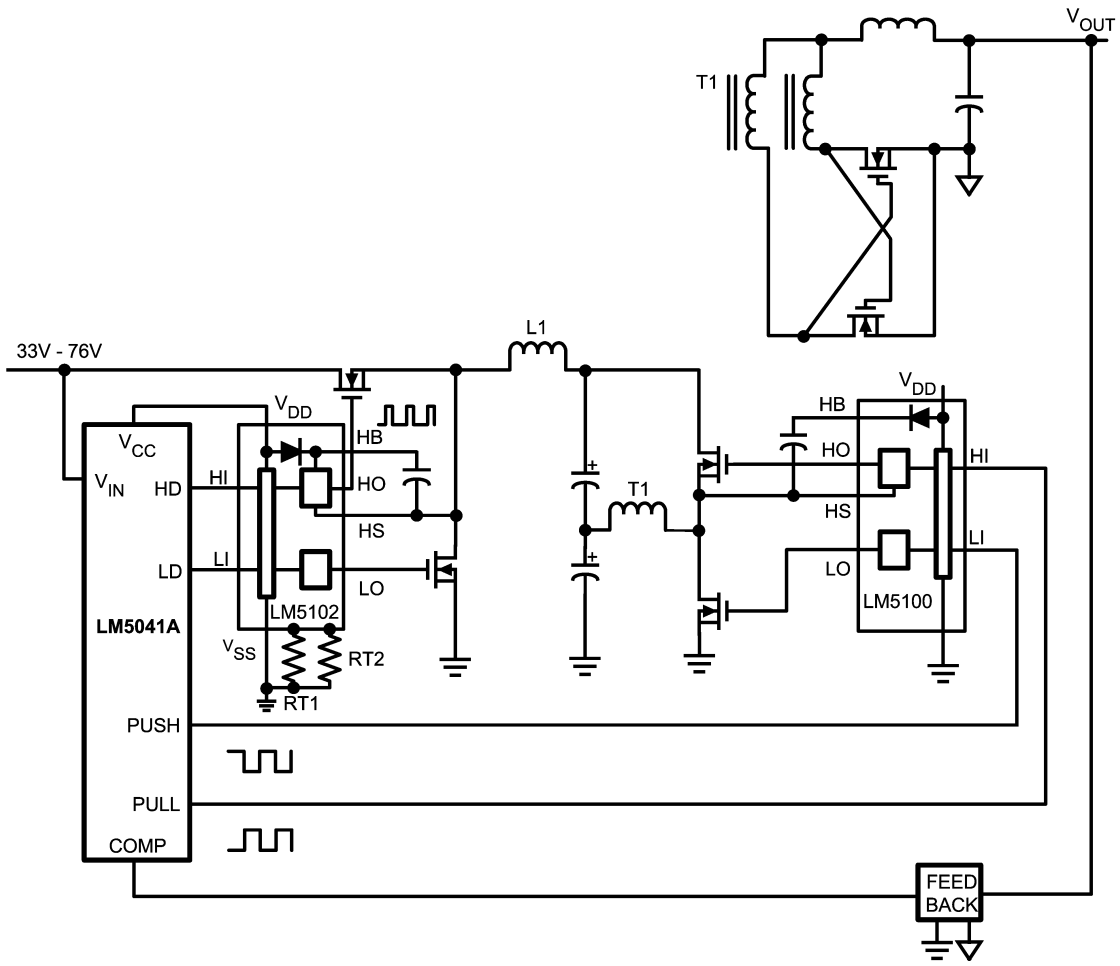 VOUT
T1
L1
33V - 76V
VDD
VDD
HB
HB
VCC
HO
HI
VIN
HD
HI
HO
T1
HS
HS
LI
LI
LD
LO
LO
LM5100
LM5102
LM5041A
VSS
RT2
RT1
PUSH
PULL
COMP
FEED
BACK